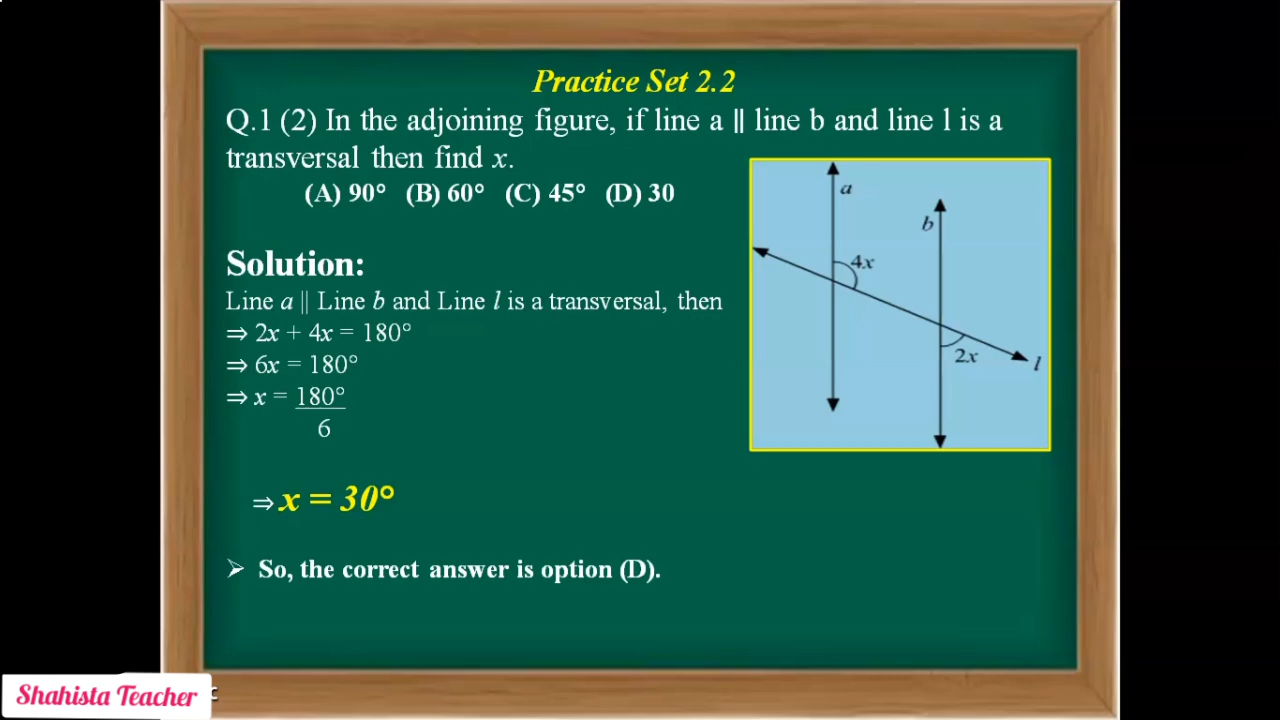 Practice Set 2.2
Q.1 (2) In the adjoining figure, if line a || line b and line l is a
transversal then find x.
(A) 90° (B) 60° (C) 45° (D) 30
a
b
4x
2x
l
Solution:
Line a || Line b and Line l is a transversal, then
⇒ 2x + 4x = 180°
⇒ 6x = 180°
⇒ x = 180°
6
⇒ x = 30°
➢ So, the correct answer is option (D).
Shahista Teacher c